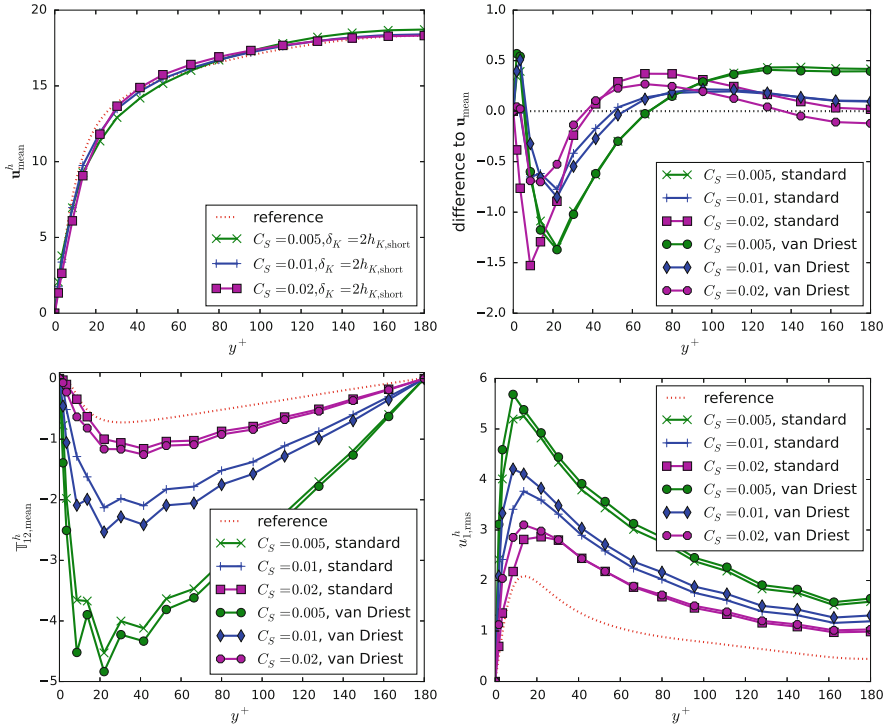 20
15
10
5
0
u^h_mean
0 20 40 60 80 100 120 140 160 180
y^+
reference
C_S = 0.005, δ_K = 2h_K,short
C_S = 0.01, δ_K = 2h_K,short
C_S = 0.02, δ_K = 2h_K,short
1.0
0.5
0.0
−0.5
−1.0
−1.5
−2.0
difference to u_mean
0 20 40 60 80 100 120 140 160 180
y^+
C_S = 0.005, standard
C_S = 0.01, standard
C_S = 0.02, standard
C_S = 0.005, van Driest
C_S = 0.01, van Driest
C_S = 0.02, van Driest
0
−1
−2
−3
−4
−5
𝕋^h_12,mean
0 20 40 60 80 100 120 140 160 180
y^+
reference
C_S = 0.005, standard
C_S = 0.01, standard
C_S = 0.02, standard
C_S = 0.005, van Driest
C_S = 0.01, van Driest
C_S = 0.02, van Driest
6
5
4
3
2
1
0
u^h_1,rms
0 20 40 60 80 100 120 140 160 180
y^+
reference
C_S = 0.005, standard
C_S = 0.01, standard
C_S = 0.02, standard
C_S = 0.005, van Driest
C_S = 0.01, van Driest
C_S = 0.02, van Driest